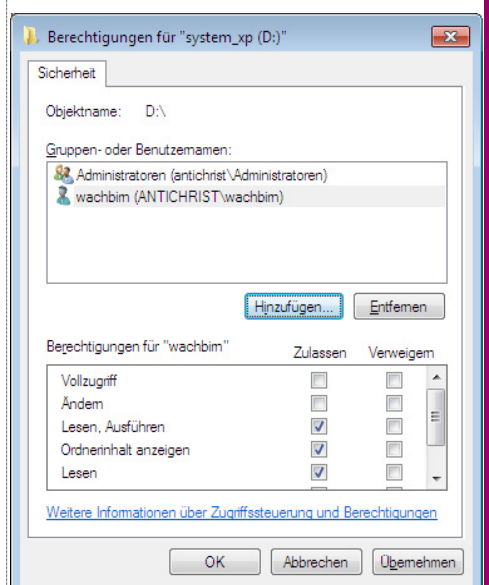 Berechtigungen für "system_xp (D:)"
Sicherheit
Objektname: D:\
Gruppen- oder Benutzernamen:
Administratoren (antichrist\Administratoren)
wachbim (ANTICHRIST\wachbim)
Hinzufügen... Entfernen
Berechtigungen für "wachbim" Zulassen Verweigern
Vollzugriff
Ändern
Lesen, Ausführen
Ordnerinhalt anzeigen
Lesen
Weitere Informationen über Zugriffssteuerung und Berechtigungen
OK Abbrechen Übernehmen